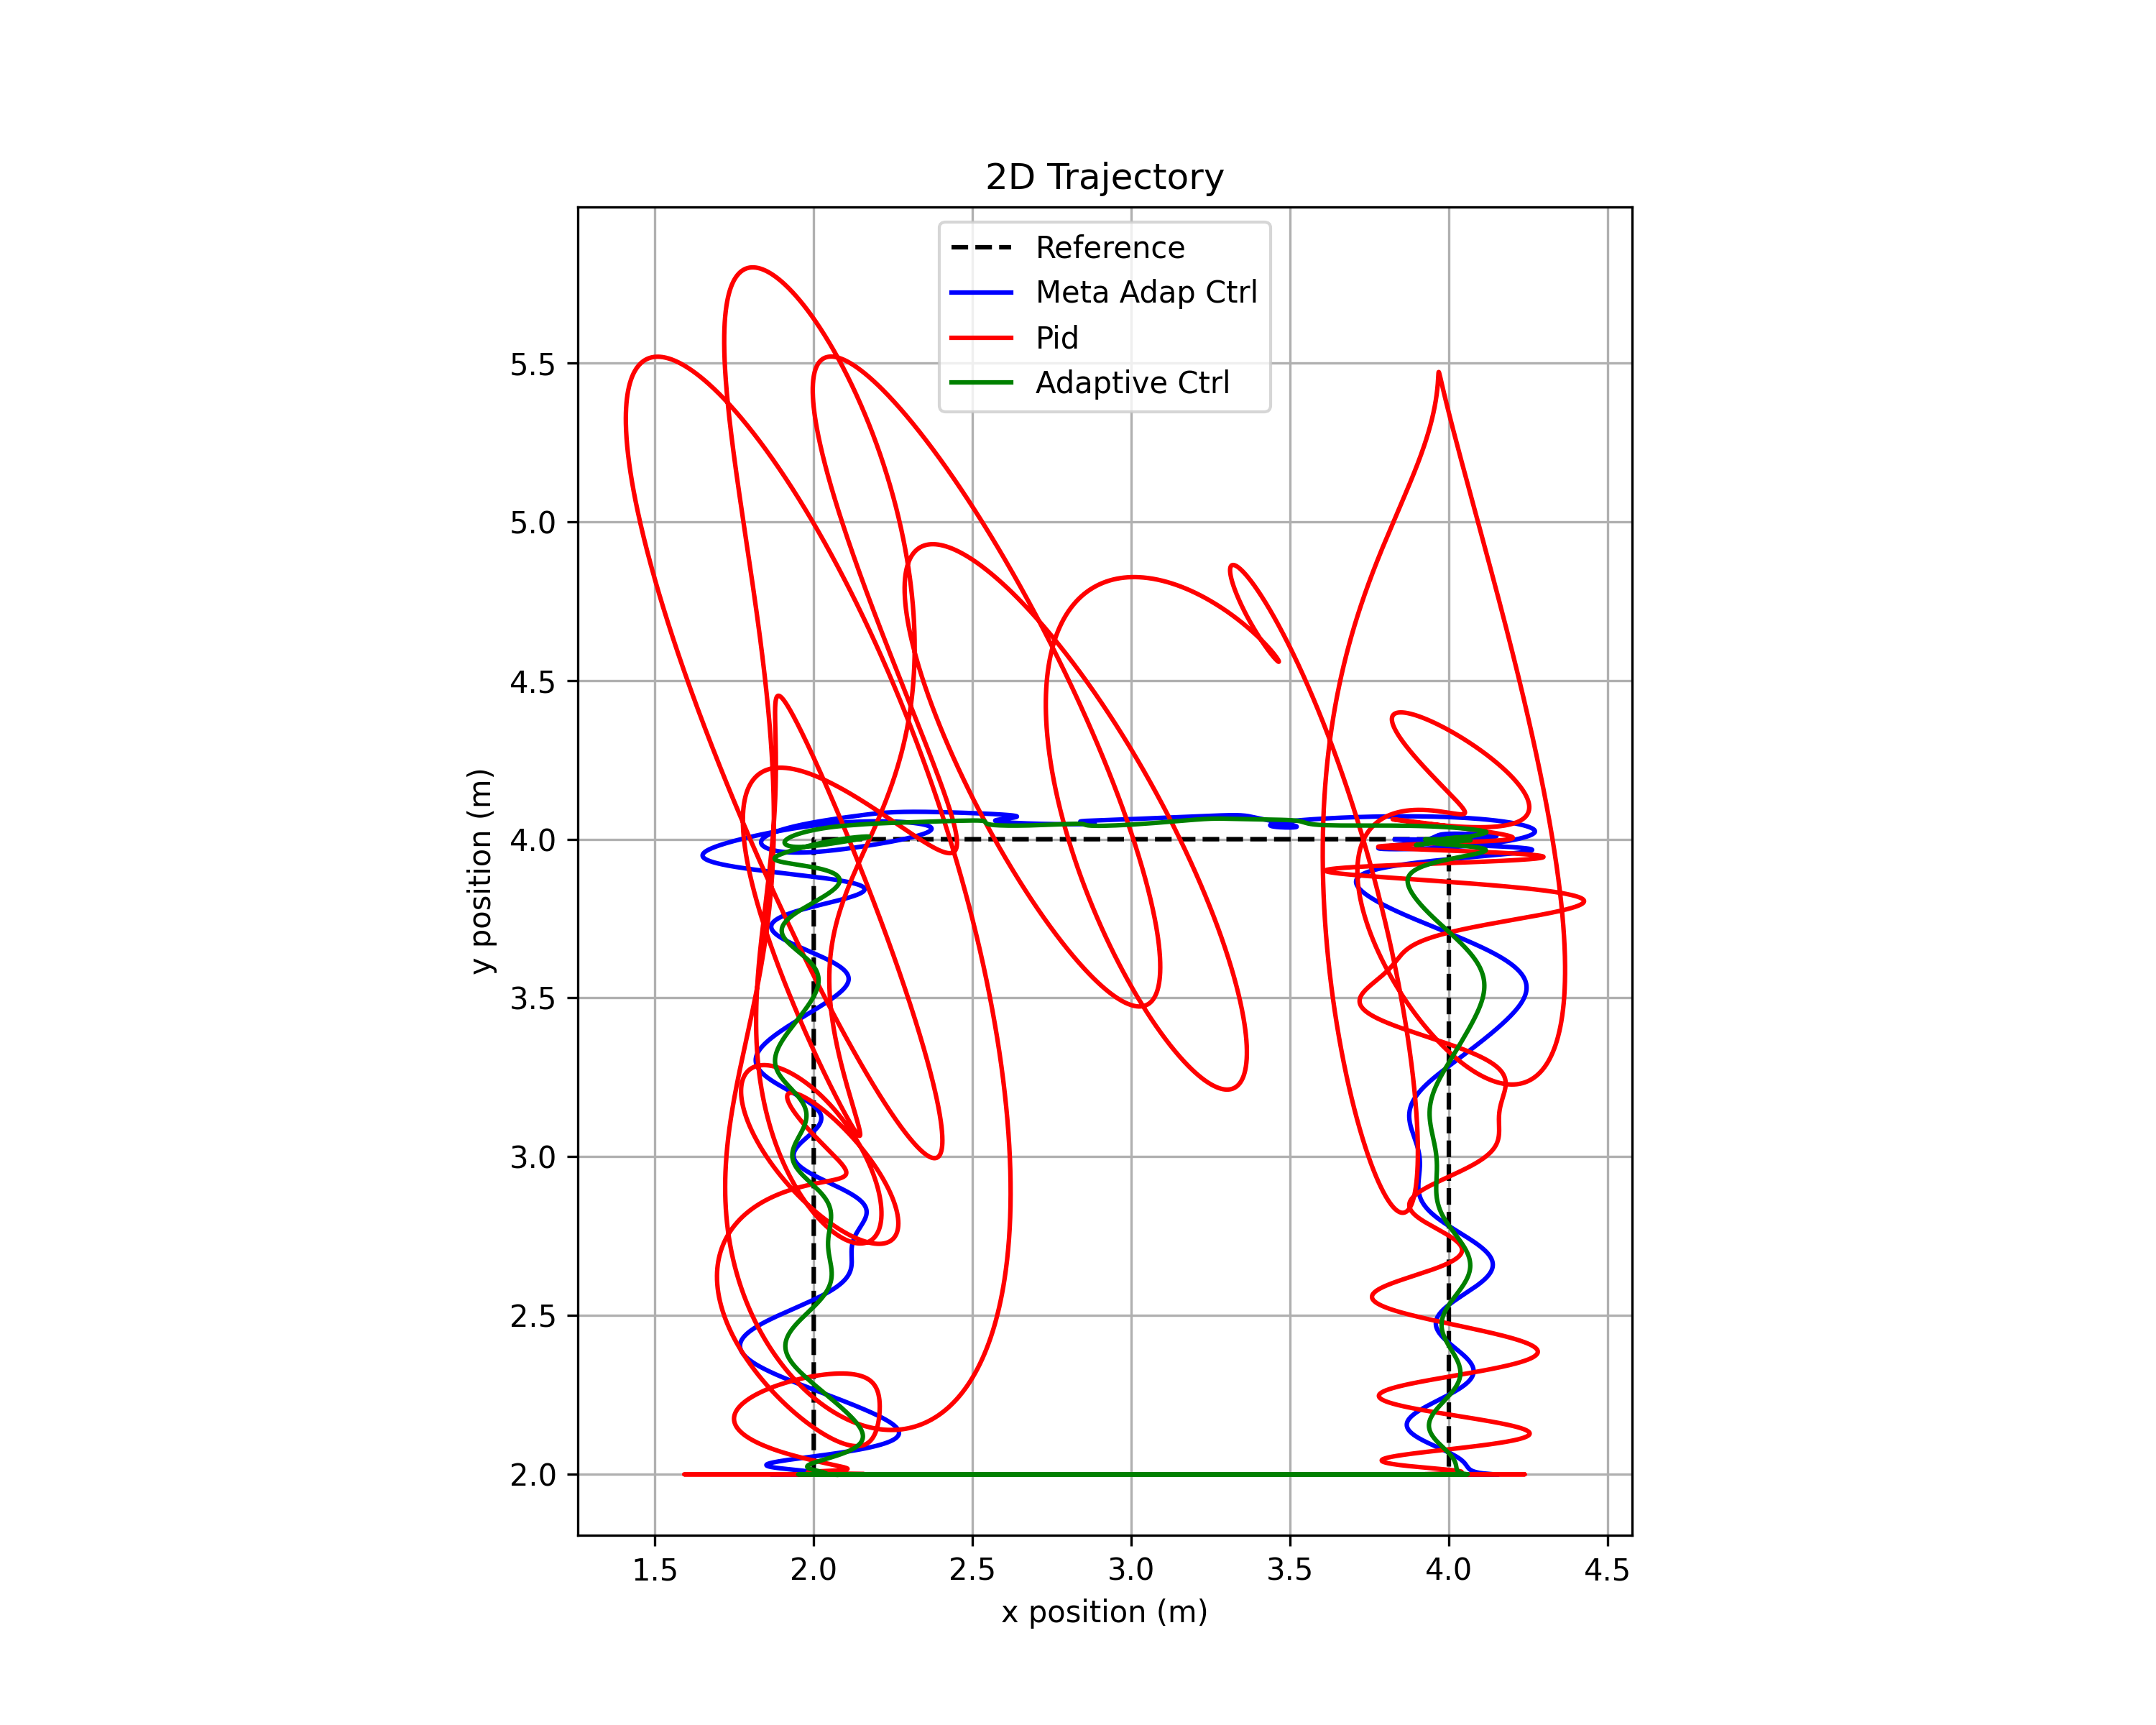 2D Trajectory
Reference
Meta Adap Ctrl
Pid
Adaptive Ctrl
5.5
5.0
4.5
4.0
3.5
3.0
2.5
2.0
y position (m)
1.5 2.0 2.5 3.0 3.5 4.0 4.5
x position (m)